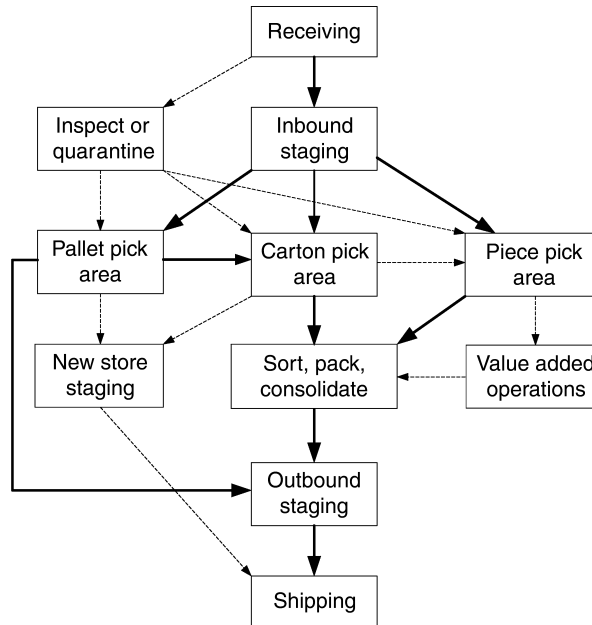 Receiving
Inspect or
quarantine
Inbound
staging
Pallet pick
area
Carton pick
area
Piece pick
area
New store
staging
Sort, pack,
consolidate
Value added
operations
Outbound
staging
Shipping